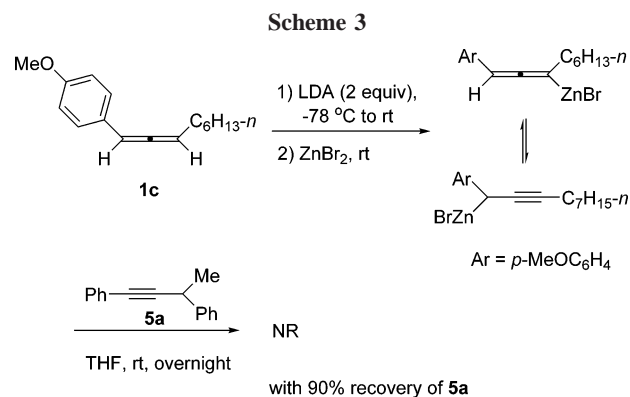 Scheme 3
MeO
C6H13-n
H H
1c
1) LDA (2 equiv),
-78 °C to rt
2) ZnBr2, rt
Ar C6H13-n
H ZnBr
Ar
C7H15-n
BrZn
Ar = p-MeOC6H4
Me
Ph
5a Ph
THF, rt, overnight
NR
with 90% recovery of 5a